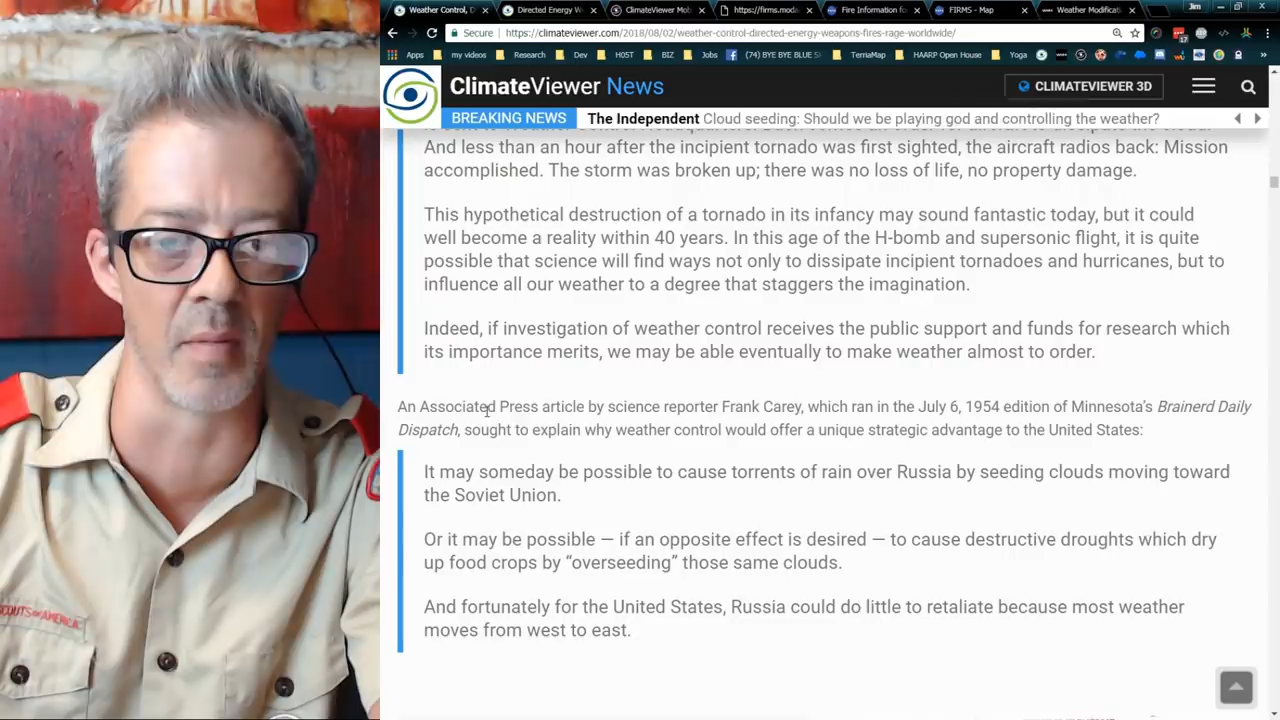 Weather Control, D
Directed Energy W
ClimateViewer Mob
https://firms.moda
Fire Information fo
FIRMS - Map
Weather Modificati
Jim
Secure
https://climateviewer.com/2018/08/02/weather-control-directed-energy-weapons-fires-rage-worldwide/
Apps
my videos
Research
Dev
H0ST
BIZ
Jobs
(74) BYE BYE BLUE S
TerriaMap
HAARP Open House
Yoga
ClimateViewer News
CLIMATEVIEWER 3D
BREAKING NEWS
The Independent Cloud seeding: Should we be playing god and controlling the weather?
And less than an hour after the incipient tornado was first sighted, the aircraft radios back: Mission
accomplished. The storm was broken up; there was no loss of life, no property damage.
This hypothetical destruction of a tornado in its infancy may sound fantastic today, but it could
well become a reality within 40 years. In this age of the H-bomb and supersonic flight, it is quite
possible that science will find ways not only to dissipate incipient tornadoes and hurricanes, but to
influence all our weather to a degree that staggers the imagination.
Indeed, if investigation of weather control receives the public support and funds for research which
its importance merits, we may be able eventually to make weather almost to order.
An Associated Press article by science reporter Frank Carey, which ran in the July 6, 1954 edition of Minnesota's Brainerd Daily
Dispatch, sought to explain why weather control would offer a unique strategic advantage to the United States:
It may someday be possible to cause torrents of rain over Russia by seeding clouds moving toward
the Soviet Union.
Or it may be possible — if an opposite effect is desired — to cause destructive droughts which dry
up food crops by “overseeding” those same clouds.
And fortunately for the United States, Russia could do little to retaliate because most weather
moves from west to east.
SCOUTS OF AMERICA